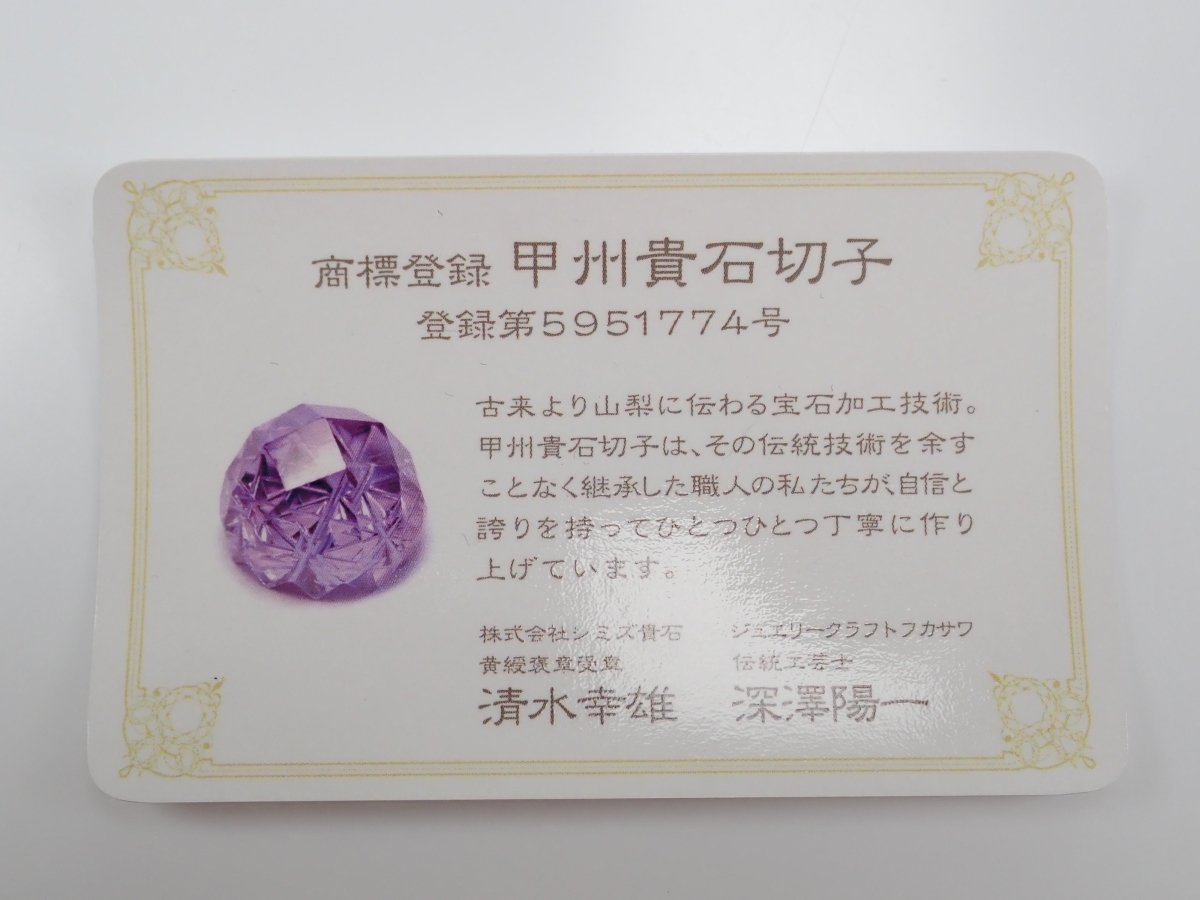 商標登録 甲州貴石切子
登録第5951774号
古来より山梨に伝わる宝石加工技術。
甲州貴石切子は、その伝統技術を余す
ことなく継承した職人の私たちが、自信と
誇りを持ってひとつひとつ丁寧に作り
上げています。
株式会社シミズ貴石 ジュエリークラフトフカサワ
黄綬褒章受章 伝統工芸士
清水幸雄 深澤陽一